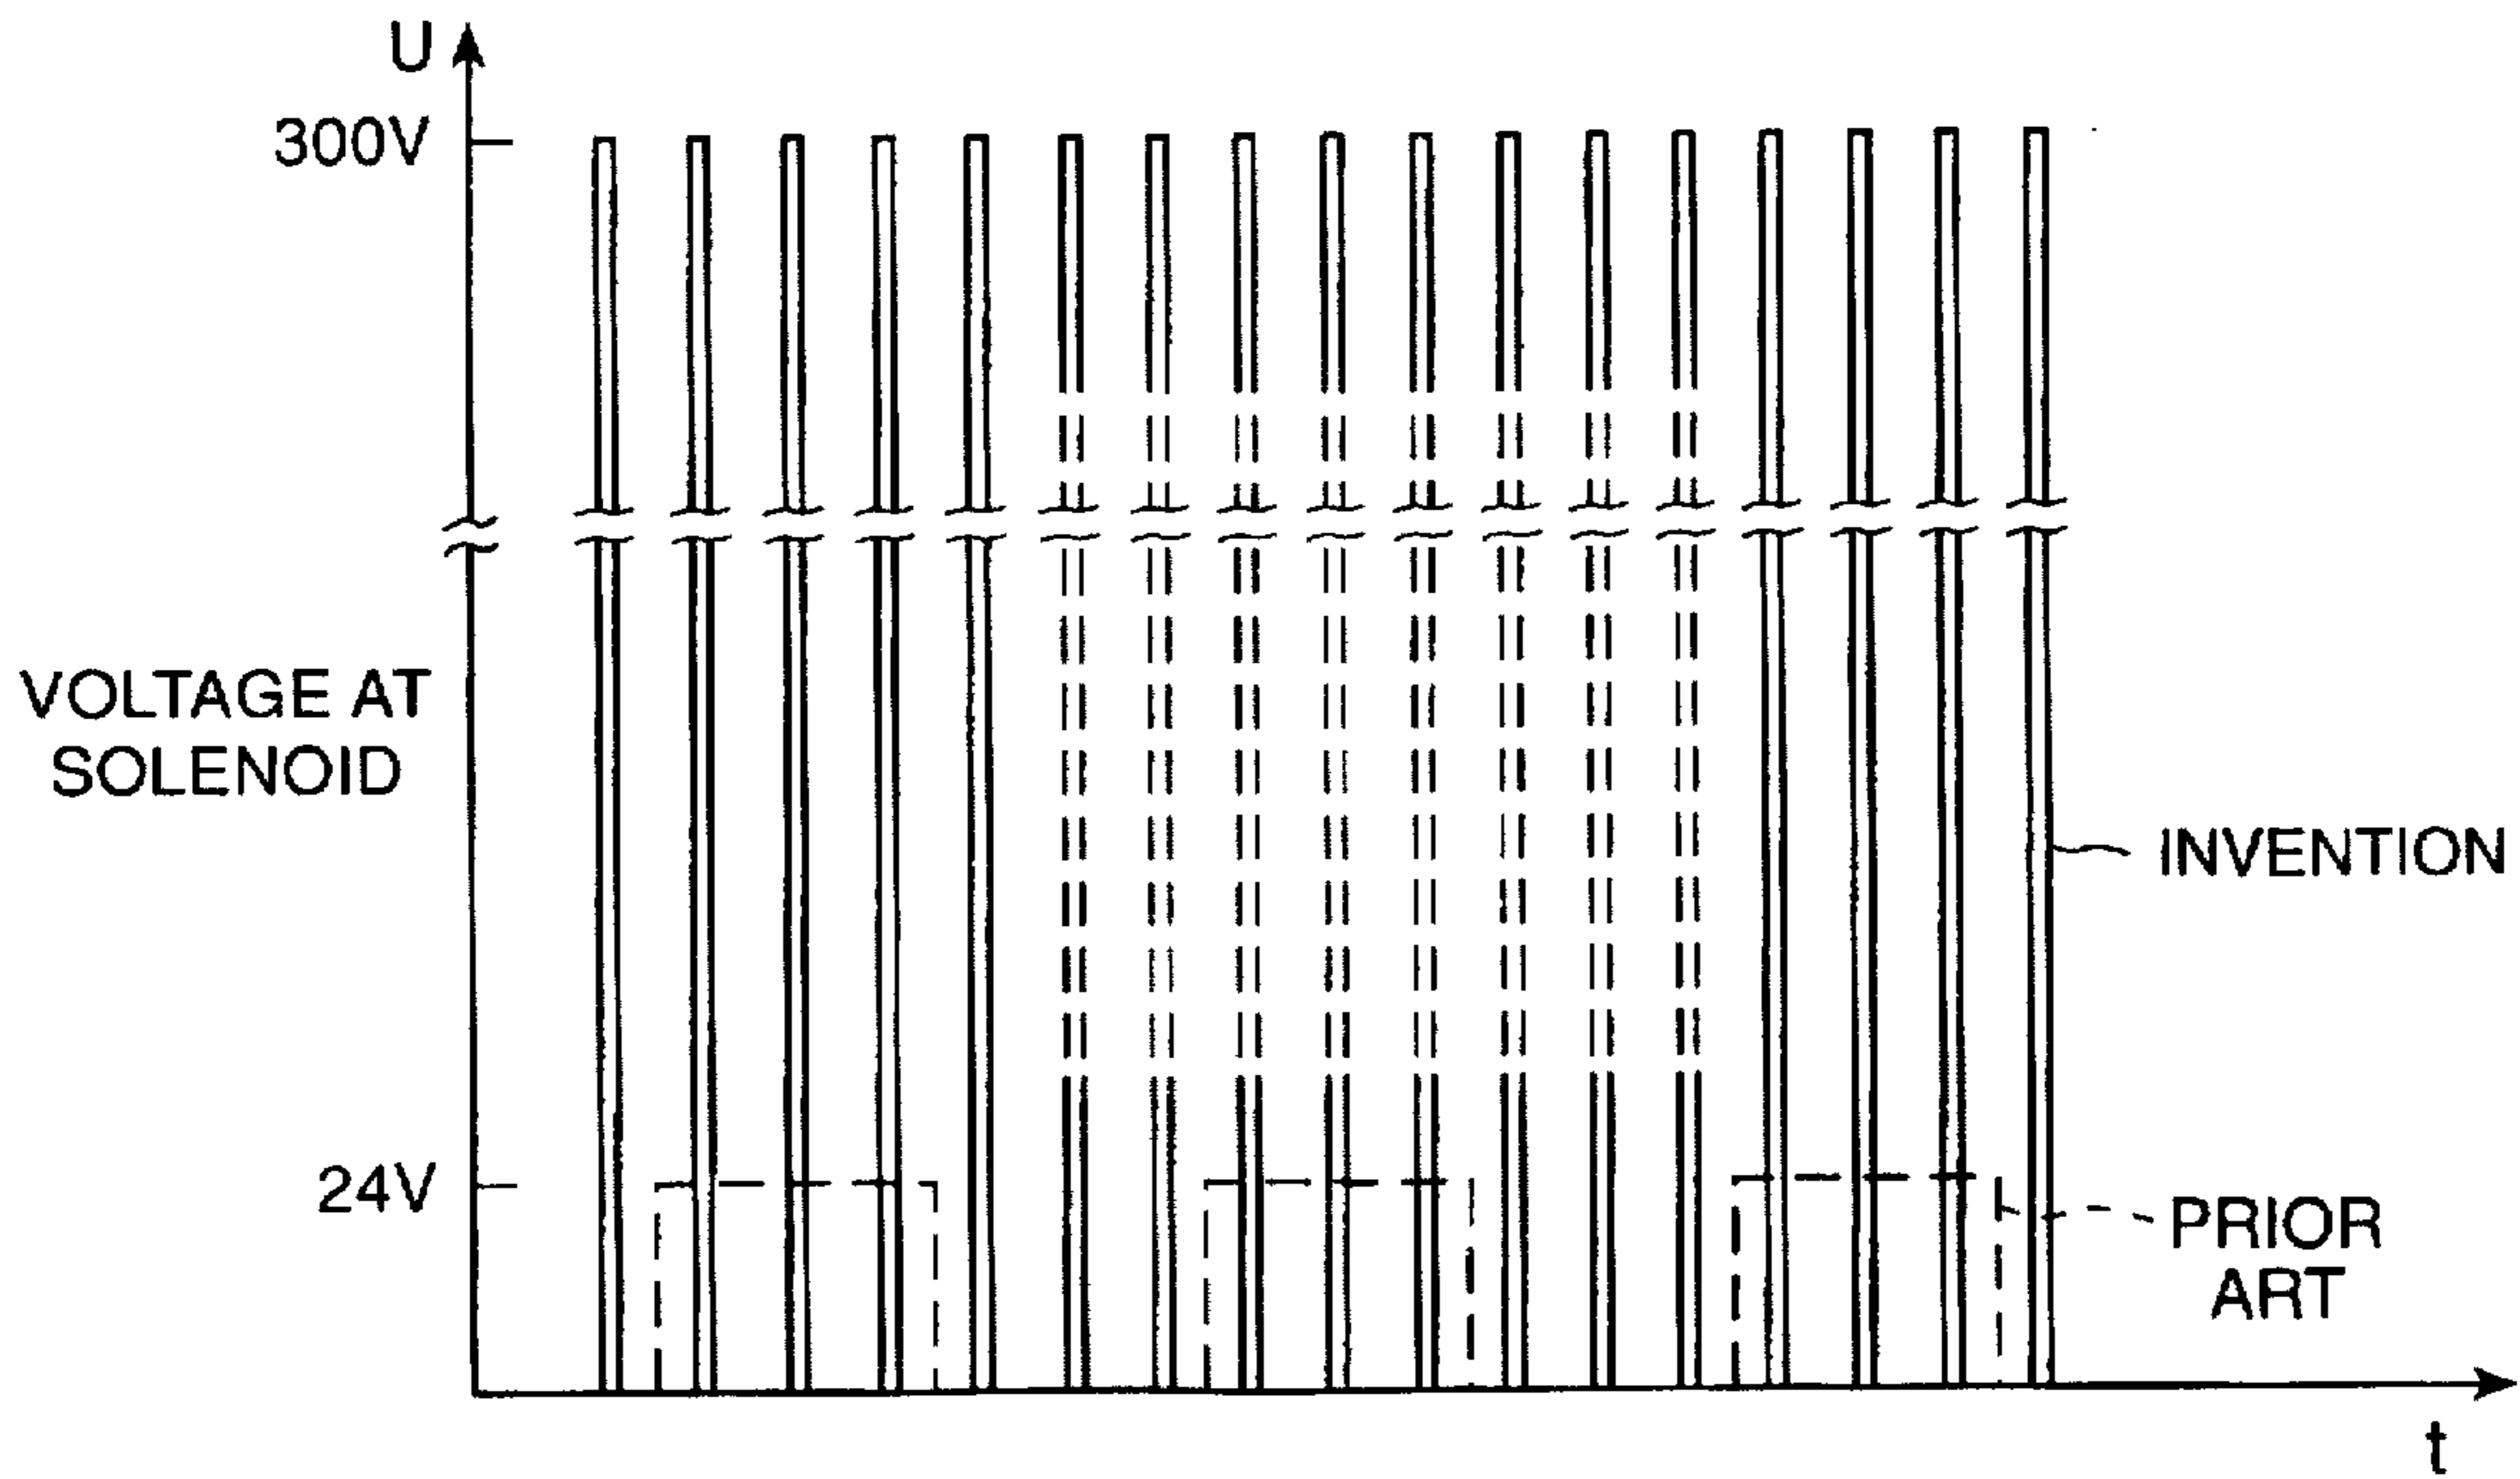 U
300V
VOLTAGE AT
SOLENOID
INVENTION
24V
PRIOR
ART
t